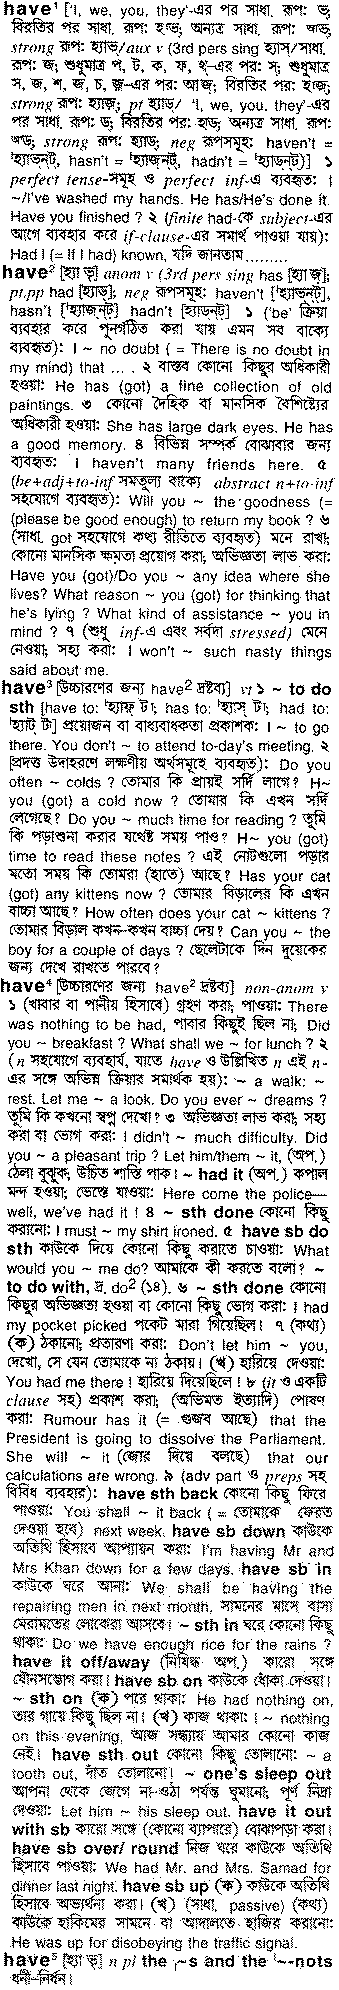 have¹ ['I, we, you, they'-এর পর সাধা. রূপ: ভ্;
বিরতির পর সাধা. রূপ: হ়ভ্; অন্যত্র সাধা. রূপ: অ়ভ্;
strong রূপ: হ্যাভ্/aux v (3rd pers sing হ্যাস্/সাধা.
রূপ: জ়; শুধুমাত্র প, ট, ক, ফ, থ্-এর পর: স; শুধুমাত্র
strong রূপ: হ্যাজ়্; pt হ্যাড্/ 'I, we, you, they'-এর
পর সাধা. রূপ: ড্; বিরতির পর: হাড্; অন্যত্র সাধা. রূপ:
strong রূপ: হ্যাড্; neg রূপসমূহ: haven't =
perfect tense-সমূহ ও perfect inf-এ ব্যবহৃত: I
~/I've washed my hands. He has/He's done it.
Have you finished ? ২ (finite had-কে subject-এর
আগে ব্যবহার করে if-clause-এর সমার্থ পাওয়া যায়):
Had I (= If I had) known, যদি জানতাম.........
have² [হ্যাভ্] anom v (3rd pers sing has [হ্যাজ়্];
pt,pp had [হ্যাড্]; neg রূপসমূহ: haven't ['হ্যাভ্‌ন্ট্],
hasn't ['হ্যাজ়্‌ন্ট্] hadn't [হ্যাডন্ট্] ১ ('be' ক্রিয়া
ব্যবহার করে পুনর্গঠিত করা যায় এমন সব বাক্যে
ব্যবহৃত): I ~ no doubt ( = There is no doubt in
my mind) that ... . ২ বাস্তব কোনো কিছুর অধিকারী
হওয়া: He has (got) a fine collection of old
paintings. ৩ কোনো দৈহিক বা মানসিক বৈশিষ্ট্যের
অধিকারী হওয়া: She has large dark eyes. He has
a good memory. ৪ বিভিন্ন সম্পর্ক বোঝাবার জন্য
ব্যবহৃত: I haven't many friends here. ৫
(be+adj+to-inf সমতুল্য বাক্যে abstract n+to-inf
সহযোগে ব্যবহৃত): Will you ~ the goodness (=
(please be good enough) to return my book ? ৬
(সাধা. got সহযোগে কথ্য রীতিতে ব্যবহৃত) মনে রাখা;
কোনো মানসিক ক্ষমতা প্রয়োগ করা, অভিজ্ঞতা লাভ করা:
Have you (got)/Do you ~ any idea where she
lives? What reason ~ you (got) for thinking that
he's lying ? What kind of assistance ~ you in
mind ? ৭ (শুধু inf-এ এবং সর্বদা stressed) মেনে
নেওয়া; সহ্য করা: I won't ~ such nasty things
said about me.
have³ [উচ্চারণের জন্য have² দ্রষ্টব্য] vt ১ ~ to do
sth [have to: 'হ্যাফ্ টা; has to: 'হ্যাস্ টা; had to:
'হ্যাট্ টা] প্রয়োজন বা বাধ্যবাধকতা প্রকাশক: I ~ to go
there. You don't ~ to attend to-day's meeting. ২
[প্রদত্ত উদাহরণে লক্ষণীয় অর্থসমূহে ব্যবহৃত): Do you
often ~ colds ? তোমার কি প্রায়ই সর্দি লাগে? H~
you (got) a cold now ? তোমার কি এখন সর্দি
লেগেছে? Do you ~ much time for reading ? তুমি
কি পড়াশুনা করার যথেষ্ট সময় পাও? H~ you (got)
time to read these notes ? এই নোটগুলো পড়ার
মতো সময় কি তোমরা (হাতে) আছে? Has your cat
(got) any kittens now ? তোমার বিড়ালের কি এখন
বাচ্চা আছে? How often does your cat ~ kittens ?
তোমার বিড়াল কখন-কখন বাচ্চা দেয়? Can you ~ the
boy for a couple of days ? ছেলেটাকে দিন দুয়েকের
জন্য দেখে রাখতে পারবে?
have⁴ [উচ্চারণের জন্য have² দ্রষ্টব্য] non-anom v
১ (খাবার বা পানীয় হিসাবে) গ্রহণ করা; পাওয়া: There
was nothing to be had, পাবার কিছুই ছিল না; Did
you ~ breakfast ? What shall we ~ for lunch ? ২
(n সহযোগে ব্যবহার্য, যাতে have ও উল্লিখিত n এই n-
এর সঙ্গে অভিন্ন ক্রিয়ার সমার্থক হয়): ~ a walk; ~
rest. Let me ~ a look. Do you ever ~ dreams ?
তুমি কি কখনো স্বপ্ন দেখো? ৩ অভিজ্ঞতা লাভ করা; সহ্য
করা বা ভোগ করা: I didn't ~ much difficulty. Did
you ~ a pleasant trip ? Let him/them ~ it, (অপ.)
ঠেলা বুঝুক; উচিত শাস্তি পাক। ~ had it (অপ.) কপাল
মন্দ হওয়া; ভেস্তে যাওয়া: Here come the police—
well, we've had it ! ৪ ~ sth done কোনো কিছু
করানো: I must ~ my shirt ironed. ৫ have sb do
sth কাউকে দিয়ে কোনো কিছু করাতে চাওয়া: What
would you ~ me do? আমাকে কী করতে বলো? ~
to do with, দ্র. do² (১৪). ৬ ~ sth done কোনো
কিছুর অভিজ্ঞতা হওয়া বা কোনো কিছু ভোগ করা: I had
my pocket picked পকেট মারা গিয়েছিল। ৭ (কথ্য)
(ক) ঠকানো; প্রতারণা করা: Don't let him ~ you,
দেখো, সে যেন তোমাকে না ঠকায়। (খ) হারিয়ে দেওয়া:
You had me there ! হারিয়ে দিয়েছিলে ! ৮ (it ও একটি
clause সহ) প্রকাশ করা; (অভিমত ইত্যাদি) পোষণ
করা: Rumour has it (= গুজব আছে) that the
President is going to dissolve the Parliament.
She will ~ it (জোর দিয়ে বলছে) that our
calculations are wrong. ৯ (adv part ও preps সহ
বিবিধ ব্যবহার): have sth back কোনো কিছু ফিরে
পাওয়া: You shall ~ it back ( = তোমাকে ফেরত
দেওয়া হবে) next week. have sb down কাউকে
অতিথি হিসাবে আপ্যায়ন করা: I'm having Mr and
Mrs Khan down for a few days. have sb in
কাউকে ঘরে আনা: We shall be having the
repairing men in next month, সামনের মাসে বাসা
মেরামতের লোকেরা আসবে। ~ sth in ঘরে কোনো কিছু
থাকা: Do we have enough rice for the rains ?
have it off/away (নিষিদ্ধ অপ.) কারো সঙ্গে
যৌনসম্ভোগ করা। have sb on কাউকে ধোঁকা দেওয়া।
~ sth on (ক) পরে থাকা: He had nothing on,
তার গায়ে কিছু ছিল না। (খ) কাজ থাকা: I ~ nothing
on this evening, আজ সন্ধ্যায় আমার কোনো কাজ
নেই। have sth out কোনো কিছু তোলানো: ~ a
tooth out, দাঁত তোলানো। ~ one's sleep out
আপনা থেকে জেগে না-ওঠা পর্যন্ত ঘুমানো; পূর্ণ নিদ্রা
দেওয়া: Let him ~ his sleep out. have it out
with sb কারো সঙ্গে (কোনো ব্যাপারে) বোঝাপড়া করা।
have sb over/ round নিজ ঘরে কাউকে অতিথি
হিসাবে পাওয়া: We had Mr. and Mrs. Samad for
dinner last night. have sb up (ক) কাউকে অতিথি
হিসাবে অভ্যর্থনা করা। (খ) (সাধা. passive) (কথ্য)
কাউকে হাকিমের সামনে বা আদালতে হাজির করানো:
He was up for disobeying the traffic signal.
have⁵ [হ্যাভ্] n pl the ~s and the '~-nots
ধনী-নির্ধন।